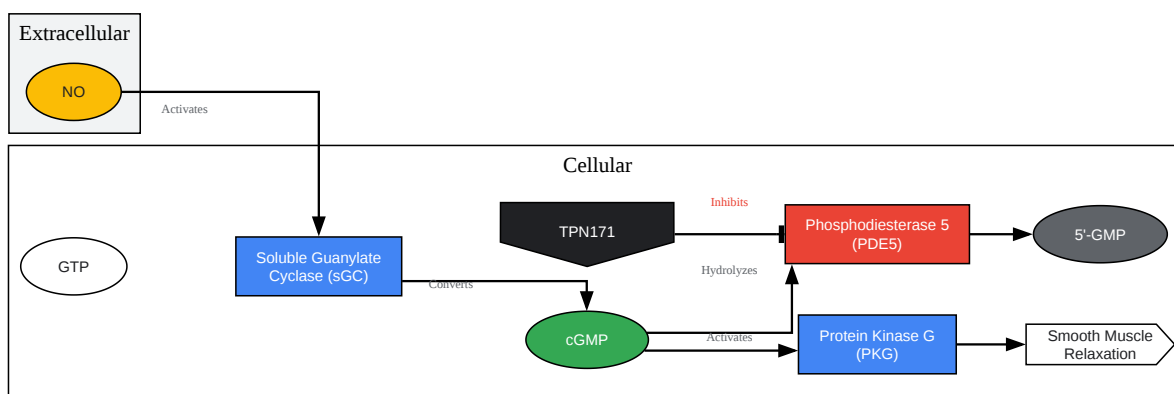 Extracellular
NO
Activates
Cellular
TPN171
Inhibits
Phosphodiesterase 5
(PDE5)
5'-GMP
GTP
Soluble Guanylate
Cyclase (sGC)
Converts
Hydrolyzes
cGMP
Activates
Protein Kinase G
(PKG)
Smooth Muscle
Relaxation